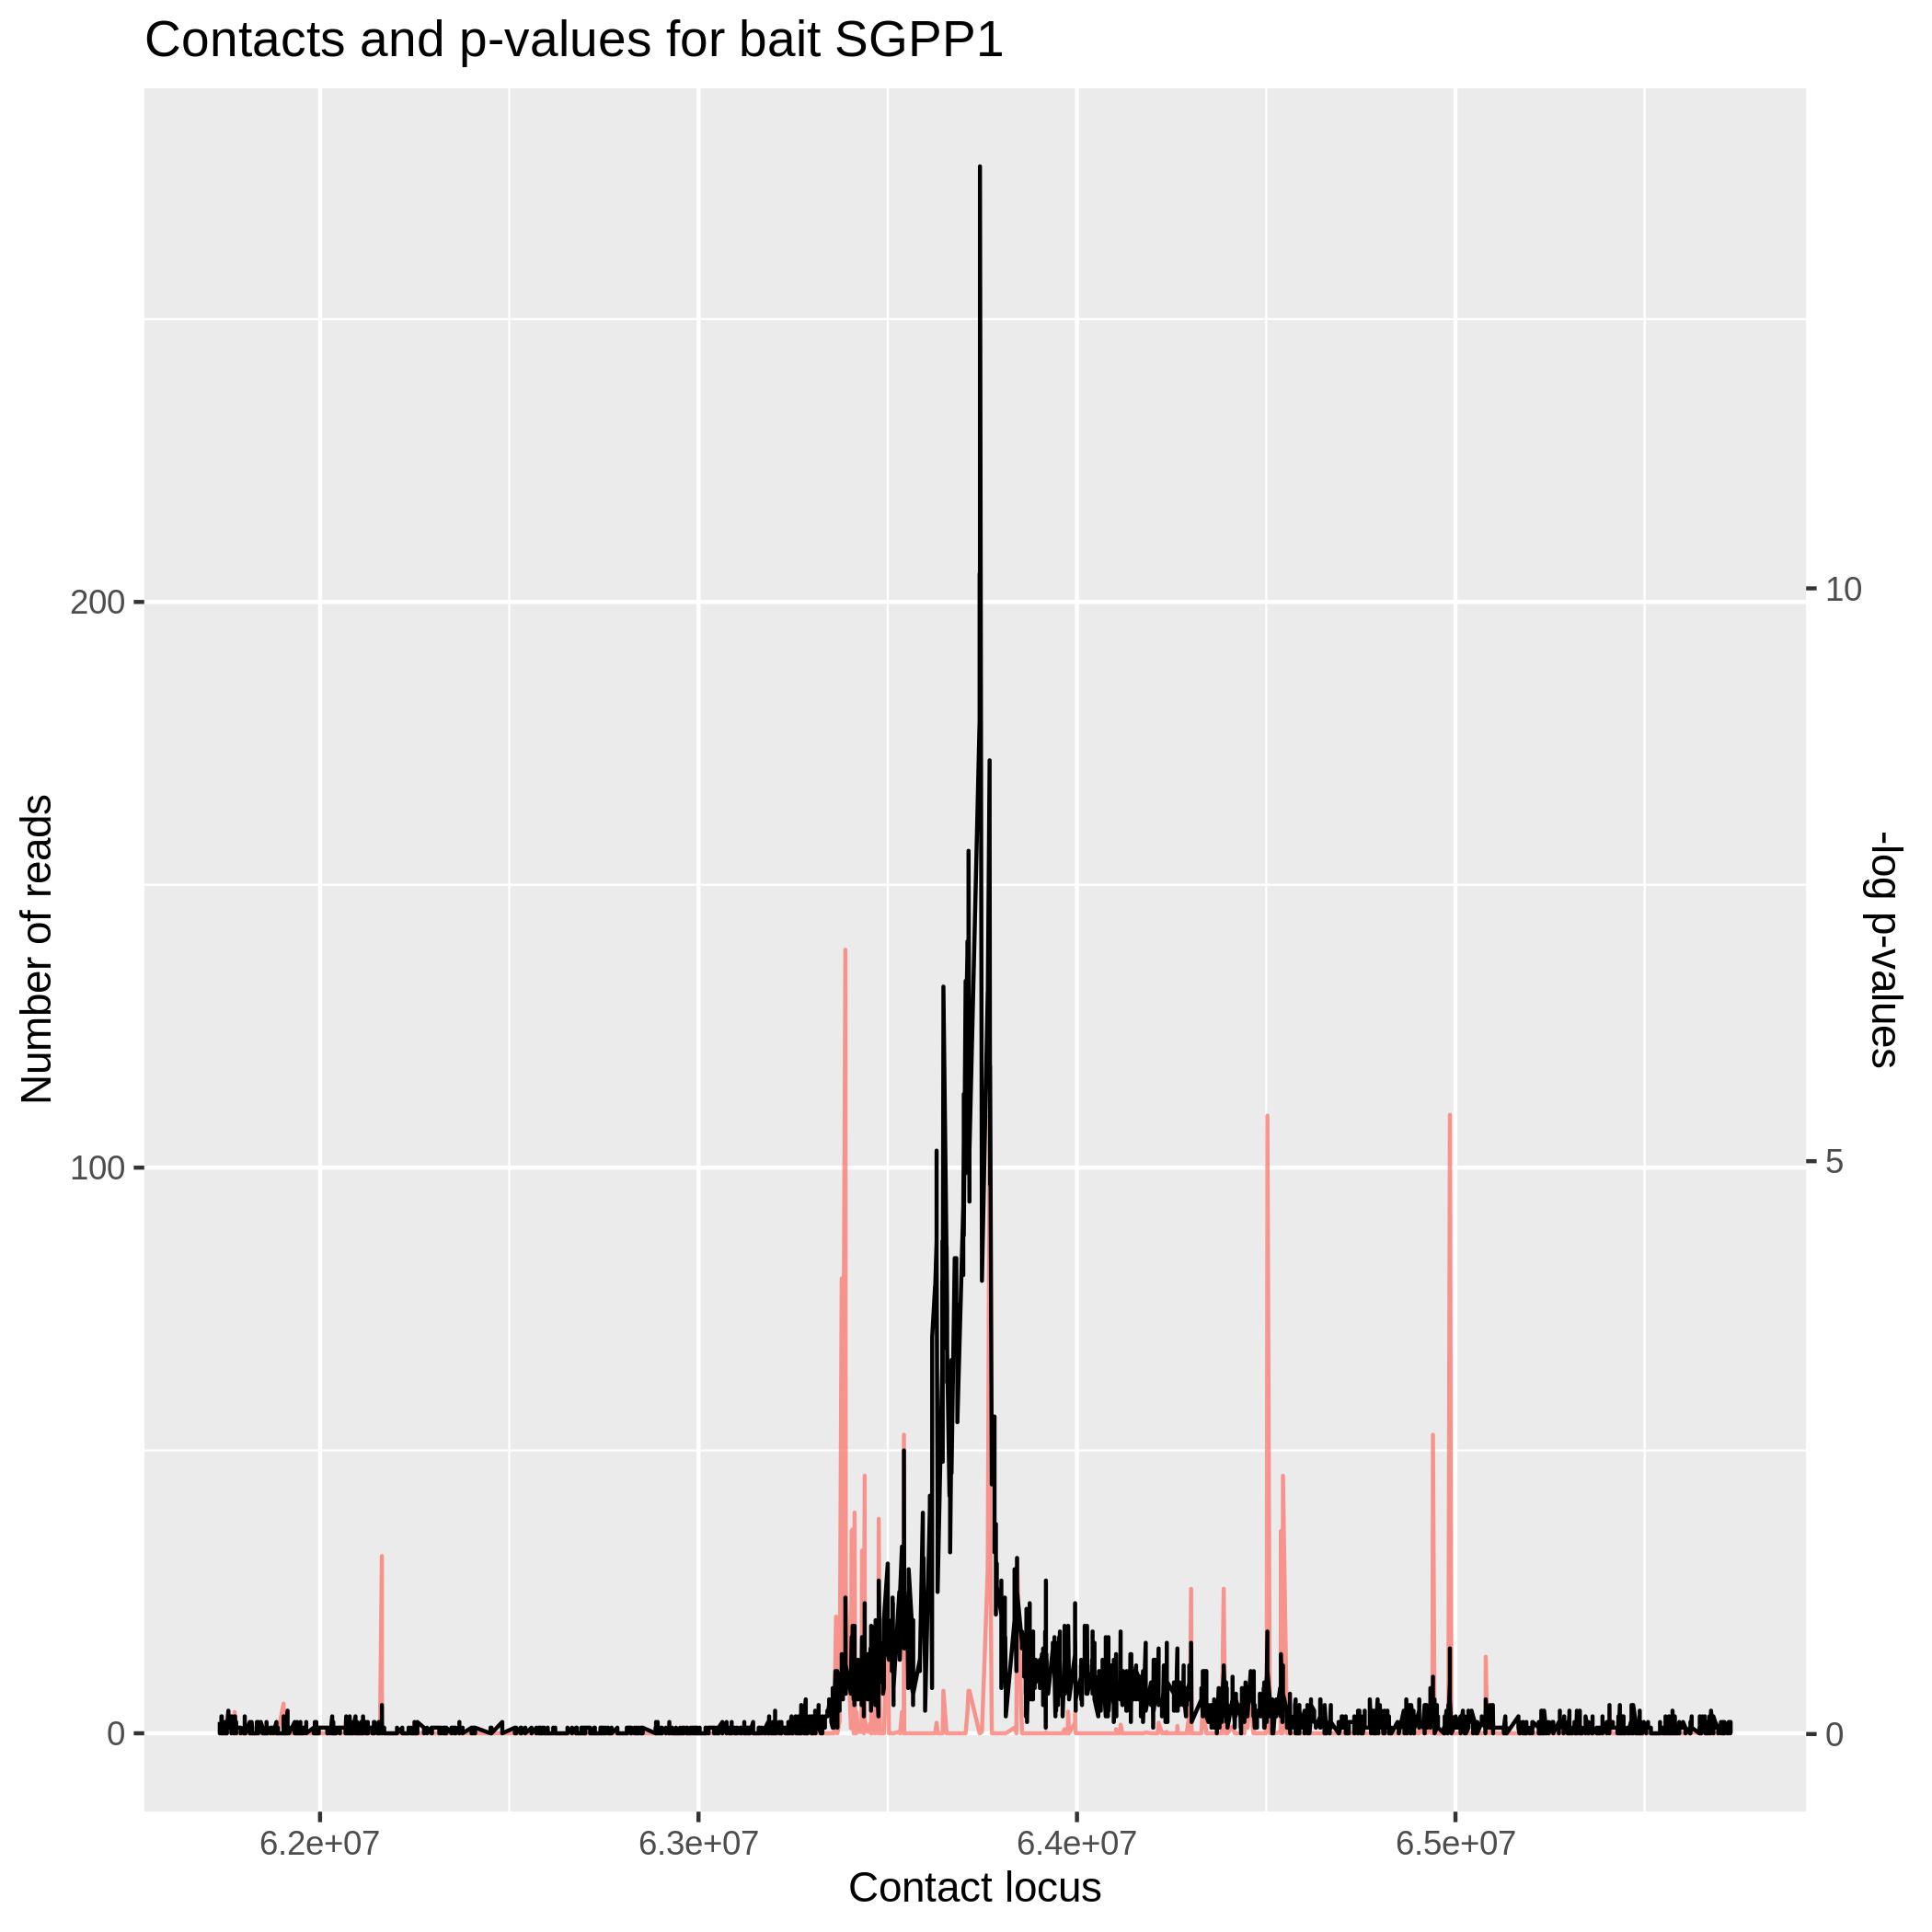 Contacts and p-values for bait SGPP1
Number of reads
200
100
0
10
5
0
-log p-values
6.2e+07
6.3e+07
6.4e+07
6.5e+07
Contact locus